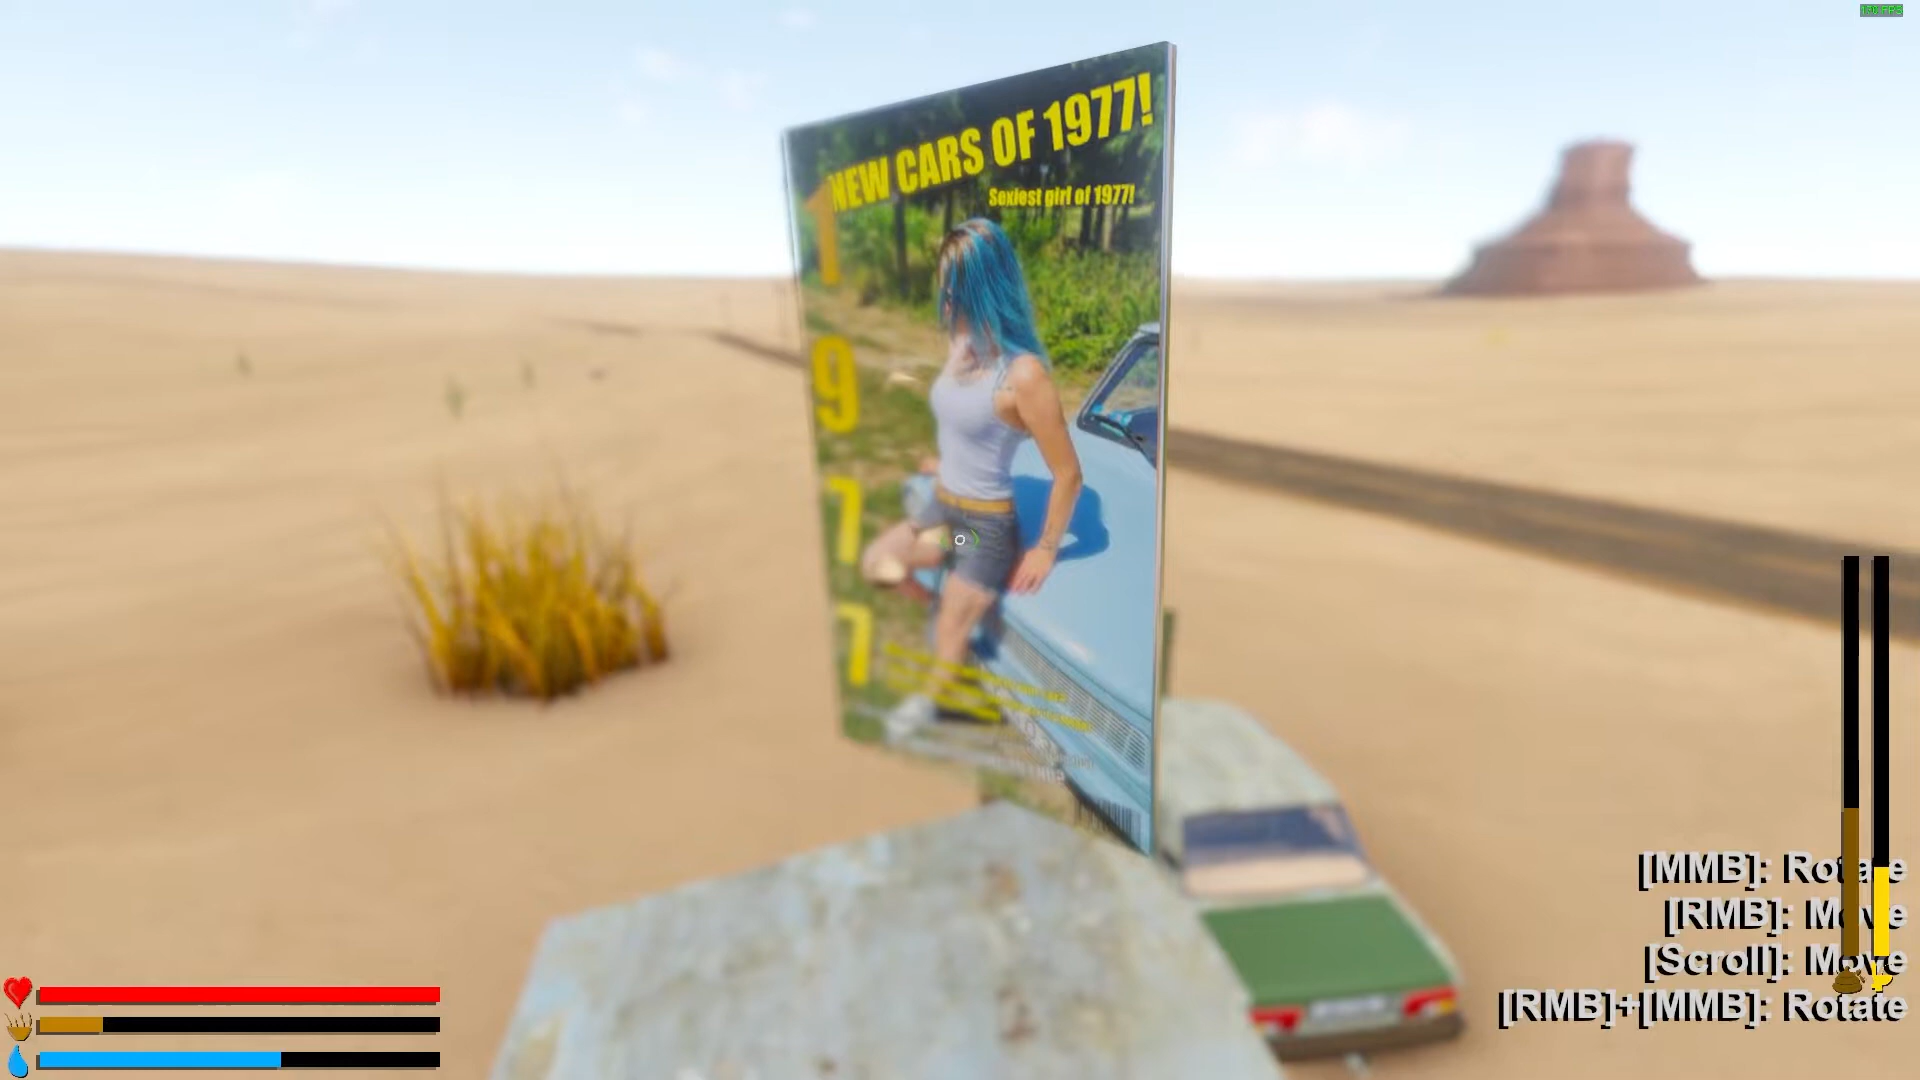 NEW CARS OF 1977!
Sexiest girl of 1977!
1
9
7
7
[MMB]: Rotate
[RMB]: Move
[Scroll]: Move
[RMB]+[MMB]: Rotate